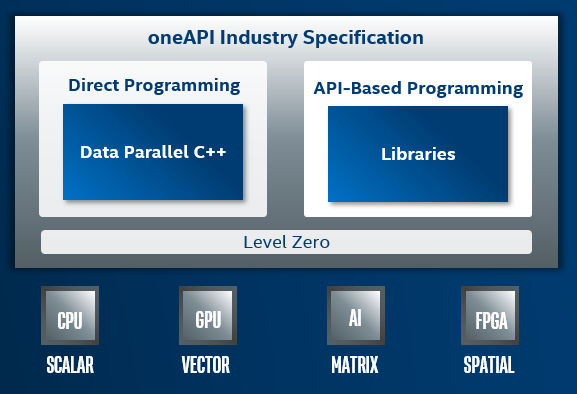 oneAPI Industry Specification
Direct Programming
API-Based Programming
Data Parallel C++
Libraries
Level Zero
CPU
GPU
AI
FPGA
SCALAR
VECTOR
MATRIX
SPATIAL